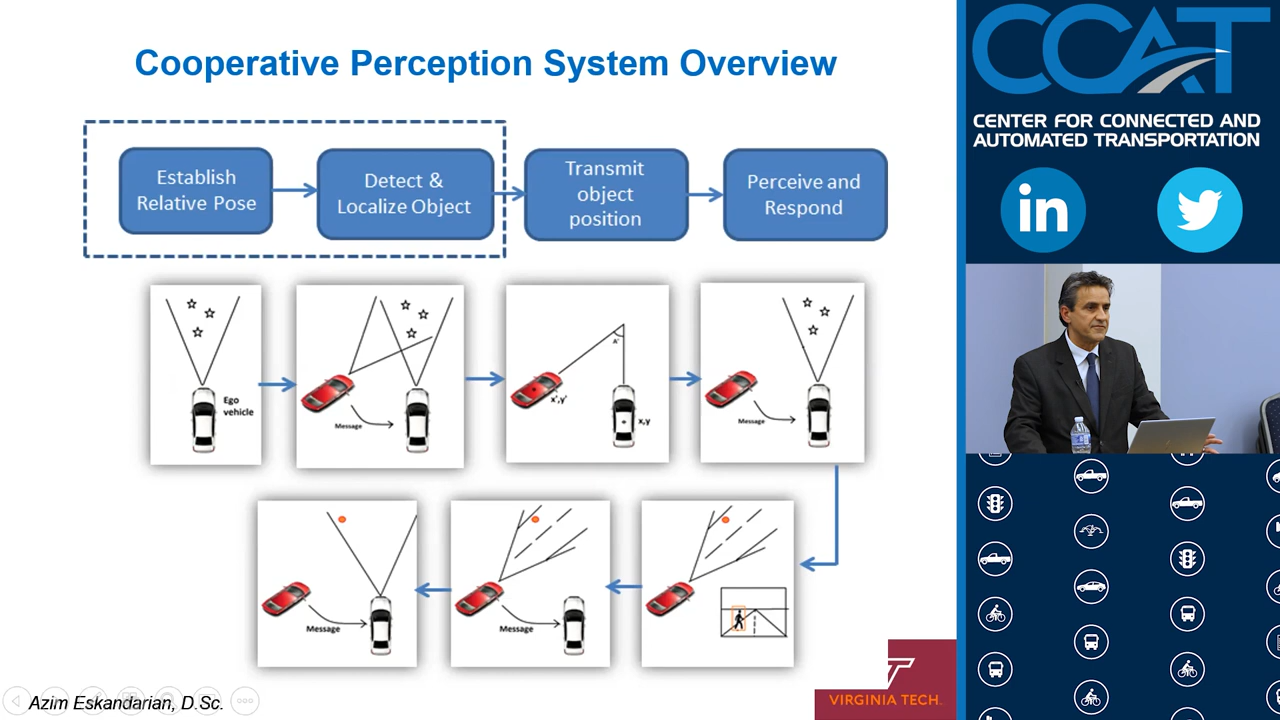 Cooperative Perception System Overview
Establish
Relative Pose
Detect &
Localize Object
Transmit
object
position
Perceive and
Respond
Ego
vehicle
Message
A'
x',y'
x,y
Message
Message
Message
Azim Eskandarian, D.Sc.
VIRGINIA TECH.
CCAT
CENTER FOR CONNECTED AND
AUTOMATED TRANSPORTATION
in